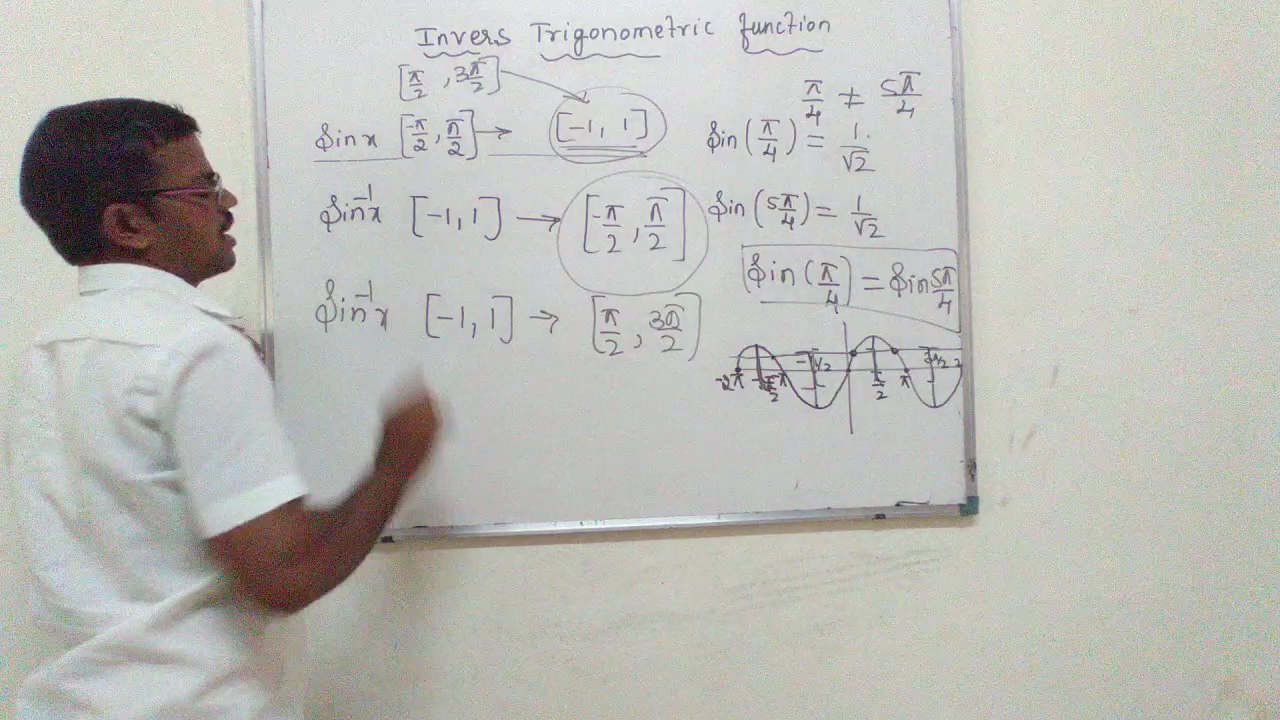 Invers Trigonometric function
[π/2, 3π/2]
Sin x [-π/2, π/2] → [-1, 1]
Sin⁻¹x [-1, 1] → [-π/2, π/2]
Sin⁻¹x [-1, 1] → [π/2, 3π/2]
π/4 ≠ 5π/4
Sin(π/4) = 1/√2
Sin(5π/4) = 1/√2
Sin(π/4) = Sin 5π/4
-2π -π π/2 π